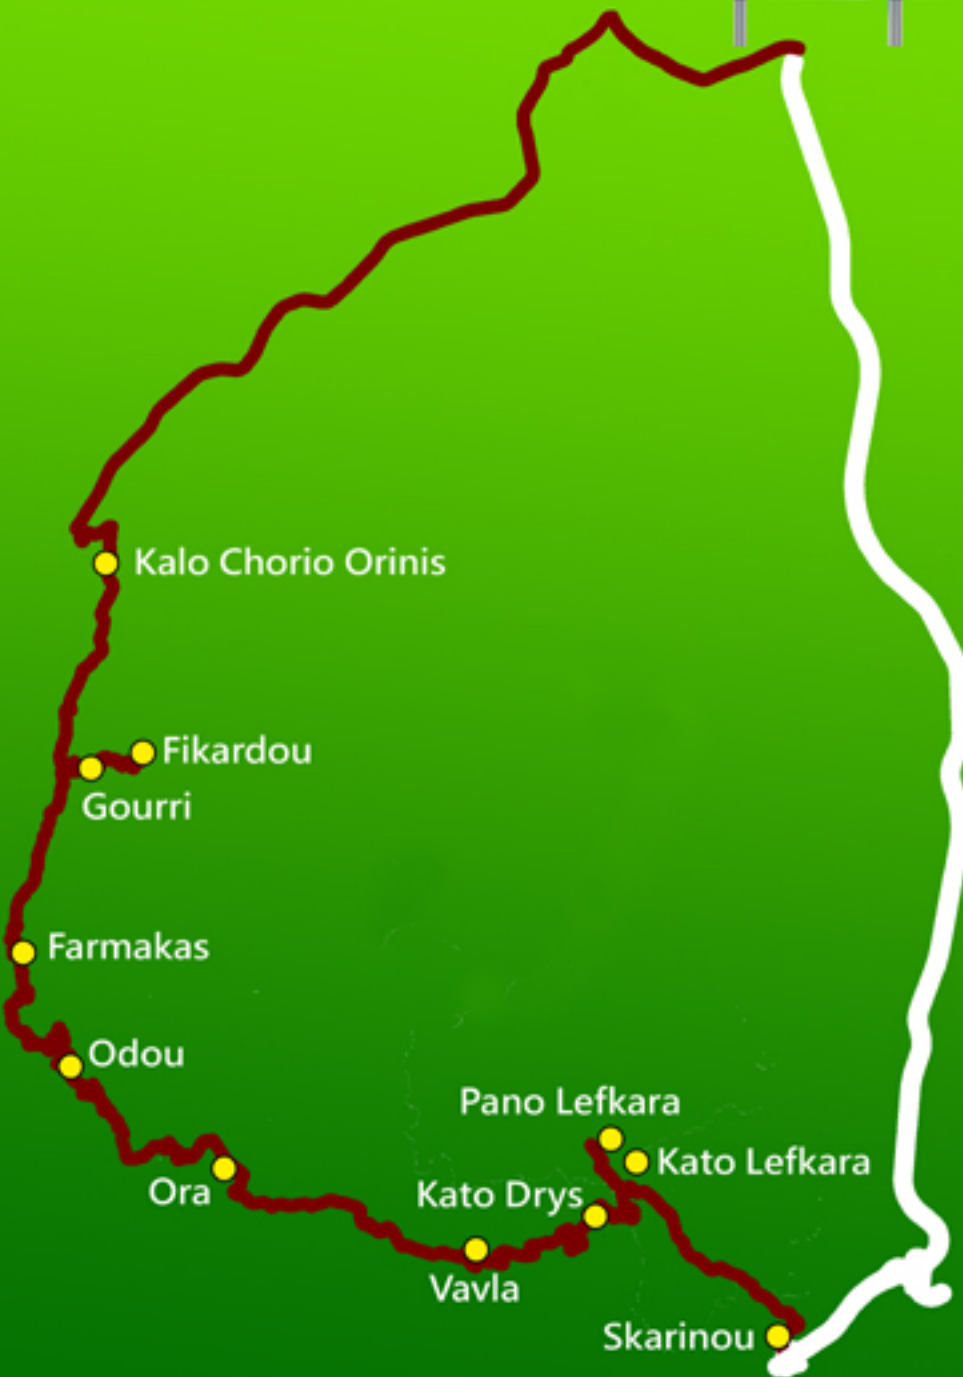 Kalo Chorio Orinis
Fikardou
Gourri
Farmakas
Odou
Pano Lefkara
Kato Lefkara
Ora
Kato Drys
Vavla
Skarinou